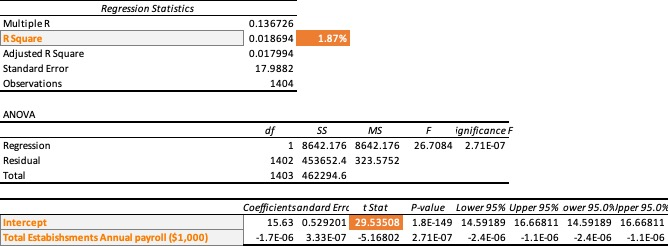 Regression Statistics
Multiple R 0.136726
R Square 0.018694 1.87%
Adjusted R Square 0.017994
Standard Error 17.9882
Observations 1404
ANOVA
df SS MS F ignificance F
Regression 1 8642.176 8642.176 26.7084 2.71E-07
Residual 1402 453652.4 323.5752
Total 1403 462294.6
Coefficients andard Errc t Stat P-value Lower 95% Upper 95% ower 95.0% Ipper 95.0%
Intercept 15.63 0.529201 29.53508 1.8E-149 14.59189 16.66811 14.59189 16.66811
Total Estabishsments Annual payroll ($1,000) -1.7E-06 3.33E-07 -5.16802 2.71E-07 -2.4E-06 -1.1E-06 -2.4E-06 -1.1E-06